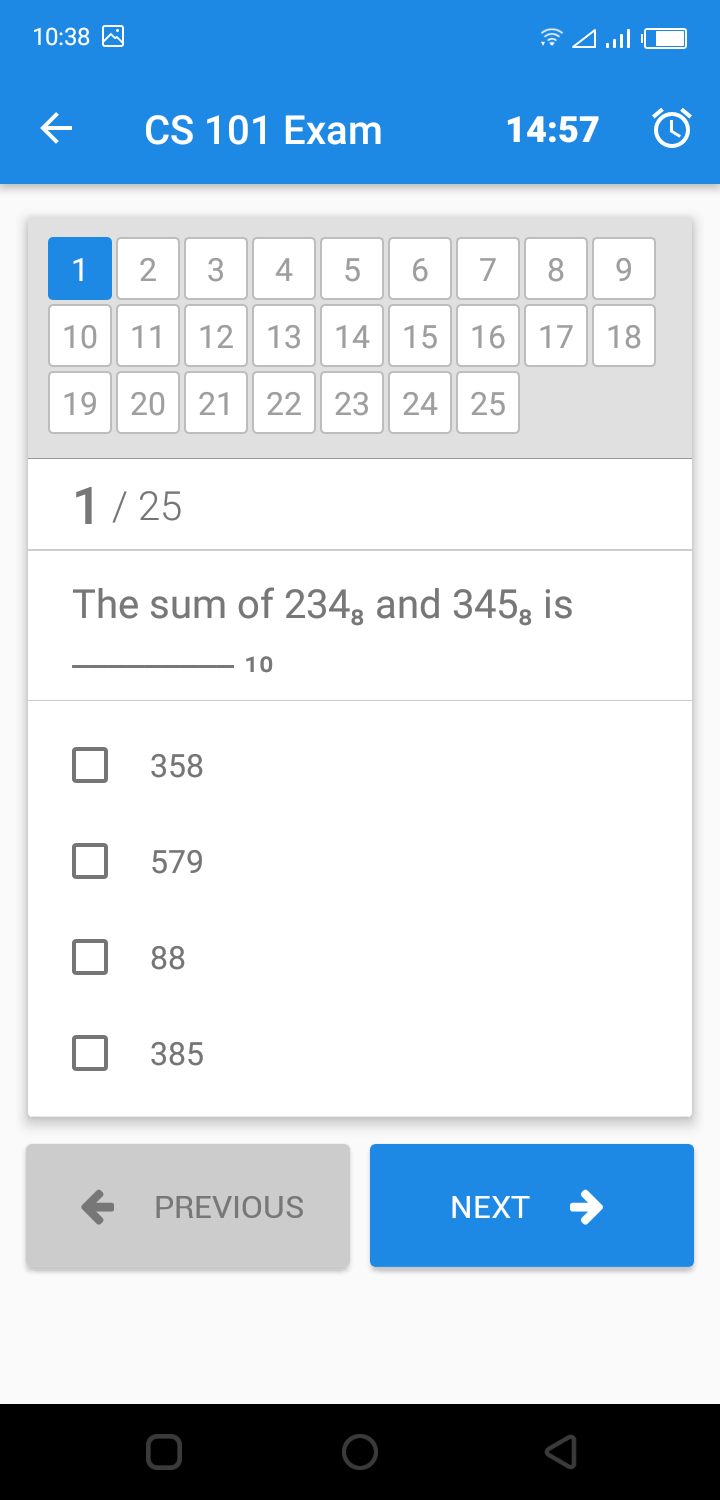 10:38
CS 101 Exam 14:57
1 2 3 4 5 6 7 8 9
10 11 12 13 14 15 16 17 18
19 20 21 22 23 24 25
1 / 25
The sum of 234₈ and 345₈ is
________ ₁₀
358
579
88
385
PREVIOUS NEXT